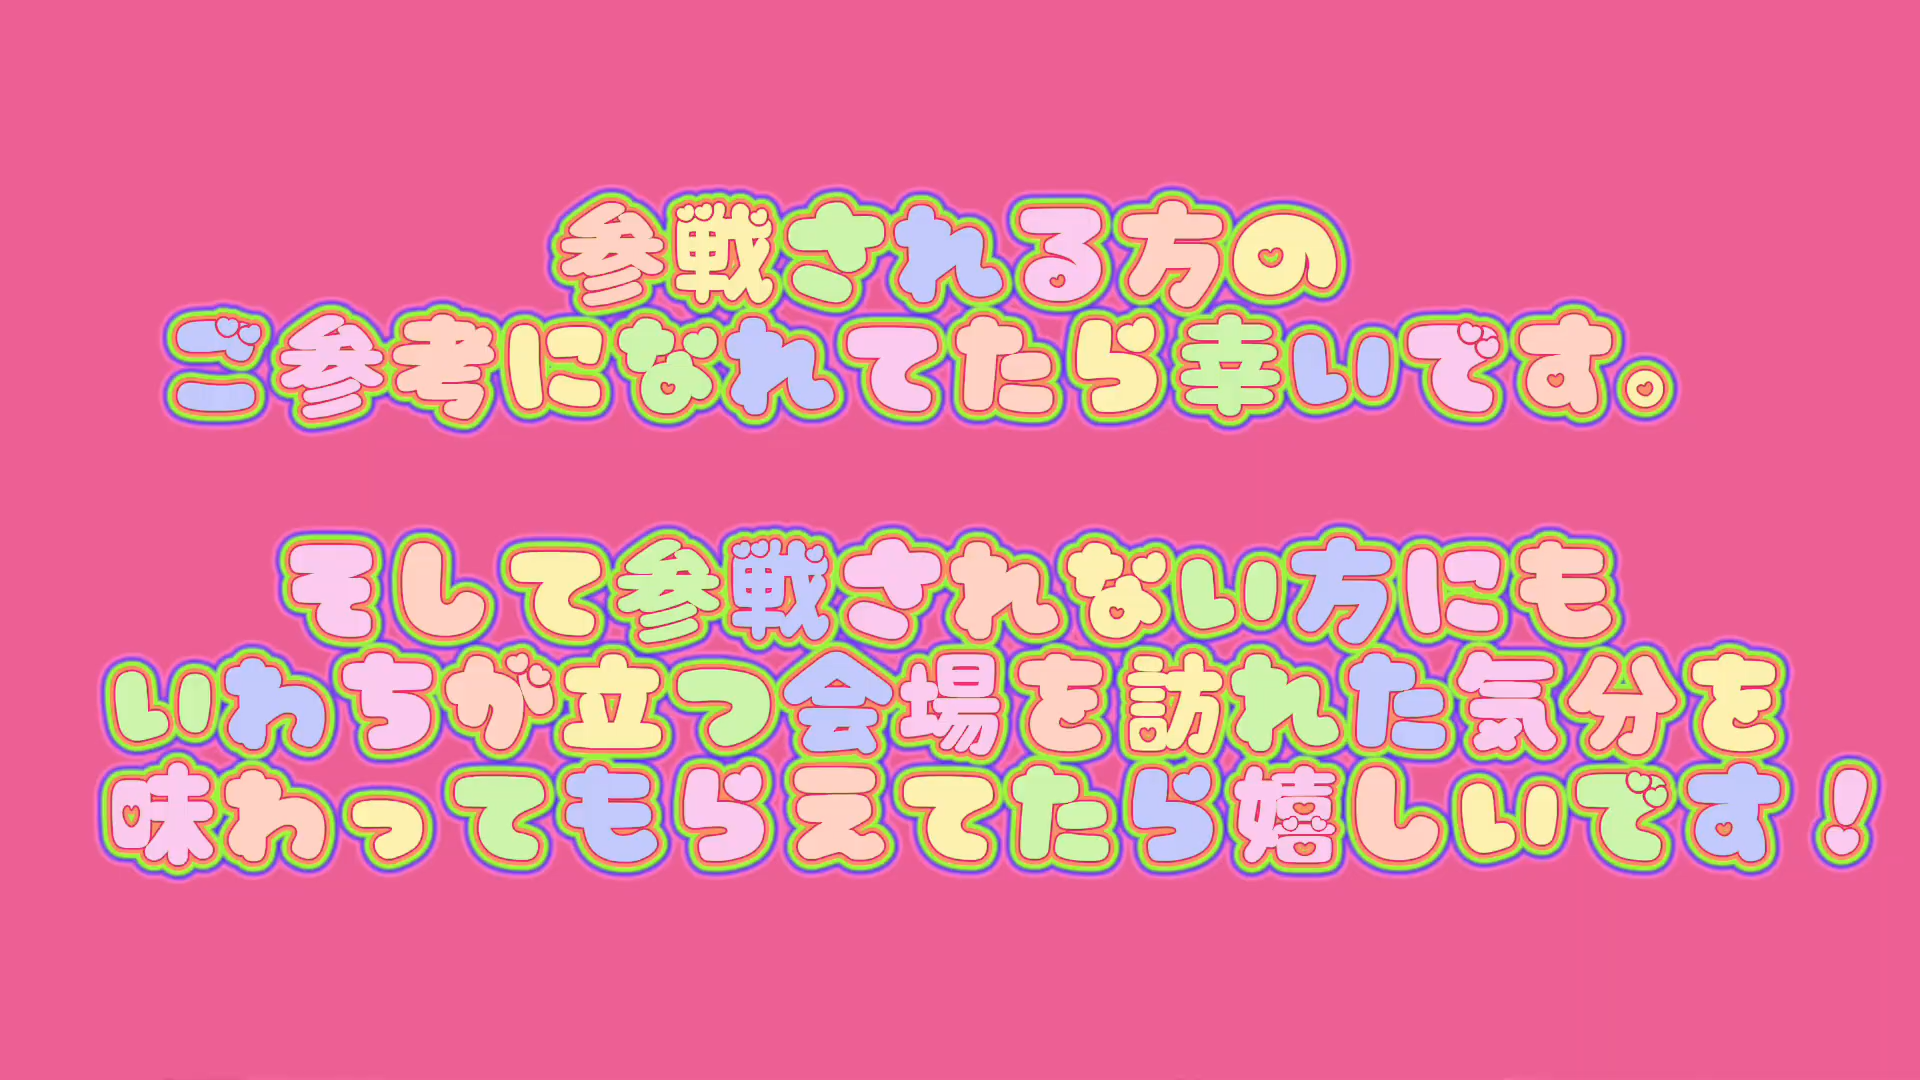 参戦される方の
ご参考になれてたら幸いです。
そして参戦されない方にも
いわちが立つ会場を訪れた気分を
味わってもらえてたら嬉しいです！